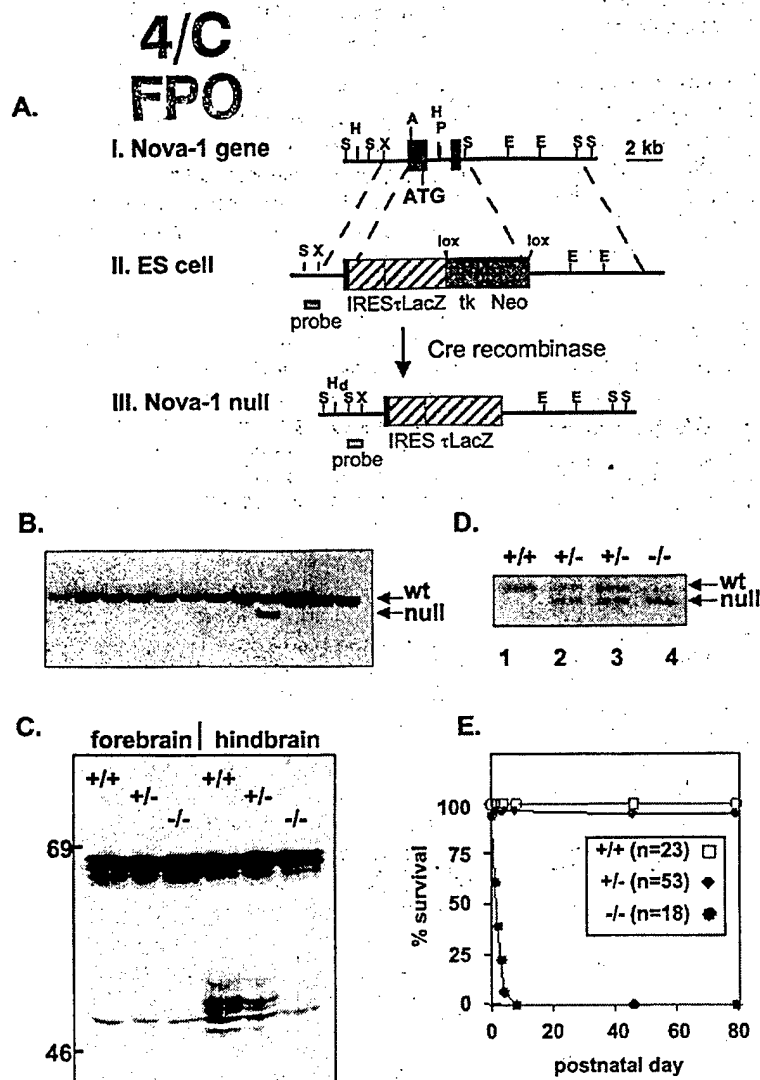 4/C
FPO
A.
I. Nova-1 gene
S H S X A H P S E E S S
2 kb
ATG
lox lox
II. ES cell
S X E E
IRESτLacZ tk Neo
probe
Cre recombinase
III. Nova-1 null
S Hd S X E E S S
IRES τLacZ
probe
B.
wt
null
D.
+/+ +/- +/- -/-
wt
null
1 2 3 4
C.
forebrain | hindbrain
+/+ +/- -/- +/+ +/- -/-
69
46
E.
% survival
100
75
50
25
0
+/+ (n=23)
+/- (n=53)
-/- (n=18)
0 20 40 60 80
postnatal day